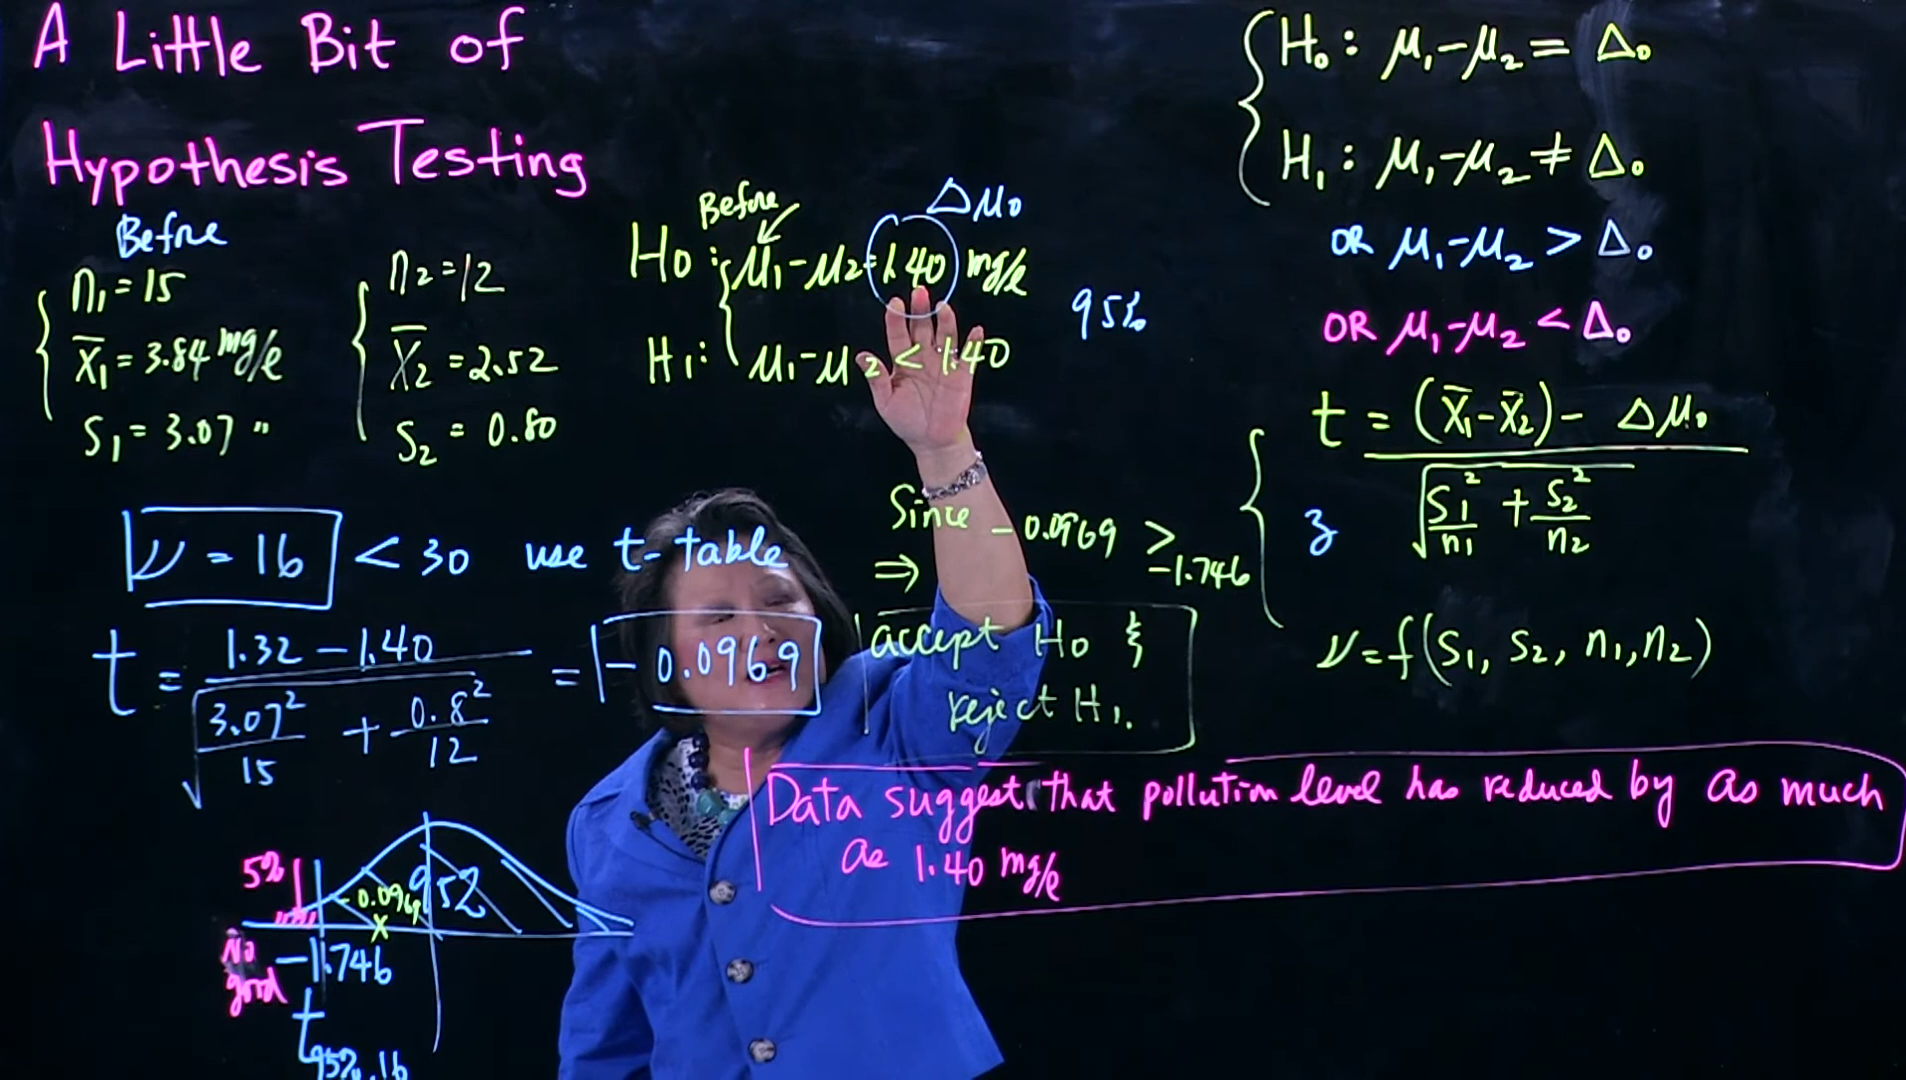 A Little Bit of
Hypothesis Testing
Before
n₁ = 15
x̄₁ = 3.84 mg/l
S₁ = 3.07 "
n₂ = 12
x̄₂ = 2.52
S₂ = 0.80
Before
Δμ₀
H₀ : μ₁ - μ₂ = 1.40 mg/l
H₁ : μ₁ - μ₂ < 1.40
95%
H₀ : μ₁ - μ₂ = Δ₀
H₁ : μ₁ - μ₂ ≠ Δ₀
OR μ₁ - μ₂ > Δ₀
OR μ₁ - μ₂ < Δ₀
t = (x̄₁ - x̄₂) - Δμ₀
√ S₁²/n₁ + S₂²/n₂
z
ν = f(S₁, S₂, n₁, n₂)
ν = 16 < 30 use t-table
t = 1.32 - 1.40 / √ 3.07²/15 + 0.8²/12 = - 0.0969
Since -0.0969 > -1.746
⇒
accept H₀ &
reject H₁.
Data suggest that pollution level has reduced by as much
as 1.40 mg/l
5%
-0.0969
x
95%
No
good
-1.746
t 95%, 16